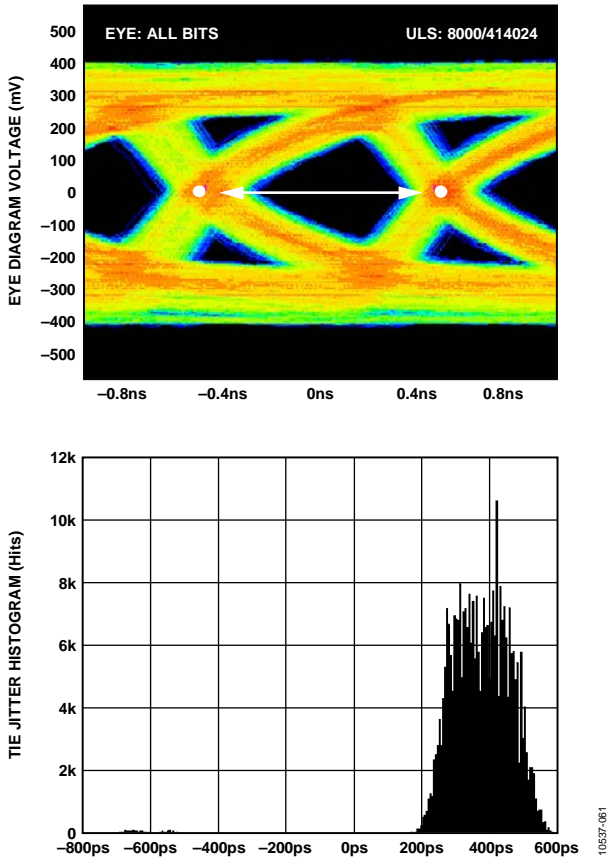 EYE: ALL BITS ULS: 8000/414024
EYE DIAGRAM VOLTAGE (mV)
500
400
300
200
100
0
–100
–200
–300
–400
–500
–0.8ns –0.4ns 0ns 0.4ns 0.8ns
TIE JITTER HISTOGRAM (Hits)
12k
10k
8k
6k
4k
2k
0
–800ps –600ps –400ps –200ps 0ps 200ps 400ps 600ps
10537-061